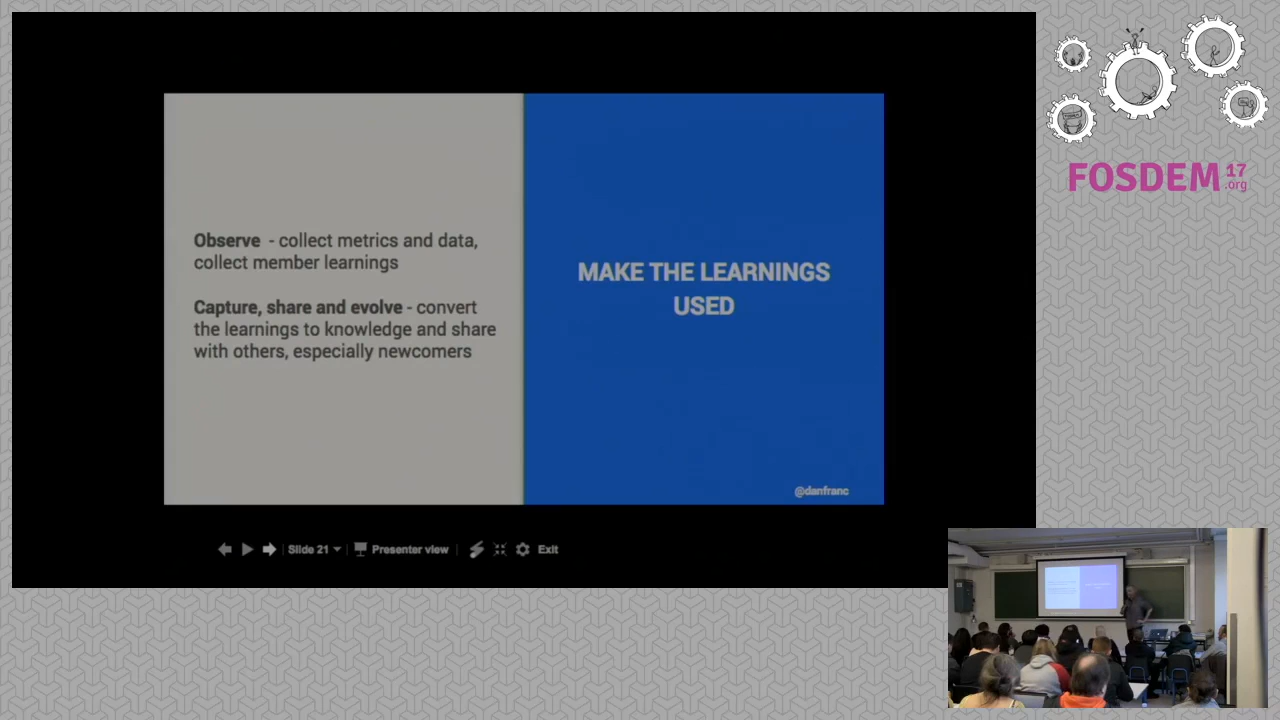 Observe - collect metrics and data,
collect member learnings
Capture, share and evolve - convert
the learnings to knowledge and share
with others, especially newcomers
MAKE THE LEARNINGS
USED
@danfranc
Slide 21
Presenter view
Exit
FOSDEM 17
.org